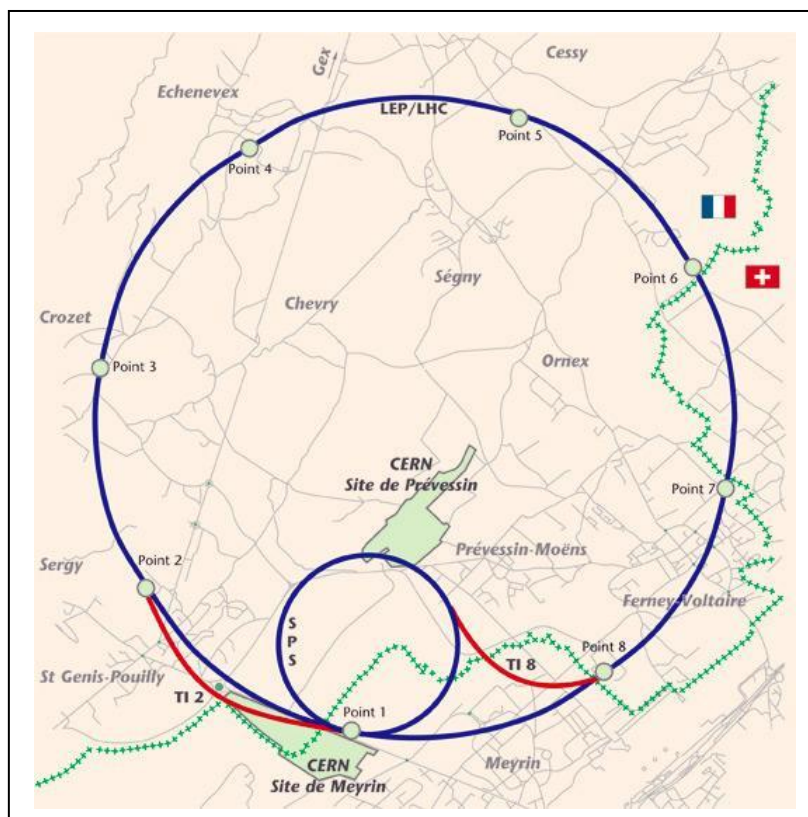 Cessy
Gex
Echenevex
LEP/LHC
Point 5
Point 4
Point 6
Ségny
Chevry
Crozet
Point 3
Ornex
CERN
Site de Prévessin
Point 7
Point 2
Prévessin-Moëns
Sergy
Ferney-Voltaire
SPS
Point 8
St Genis-Pouilly
TI 8
TI 2
Point 1
CERN
Site de Meyrin
Meyrin